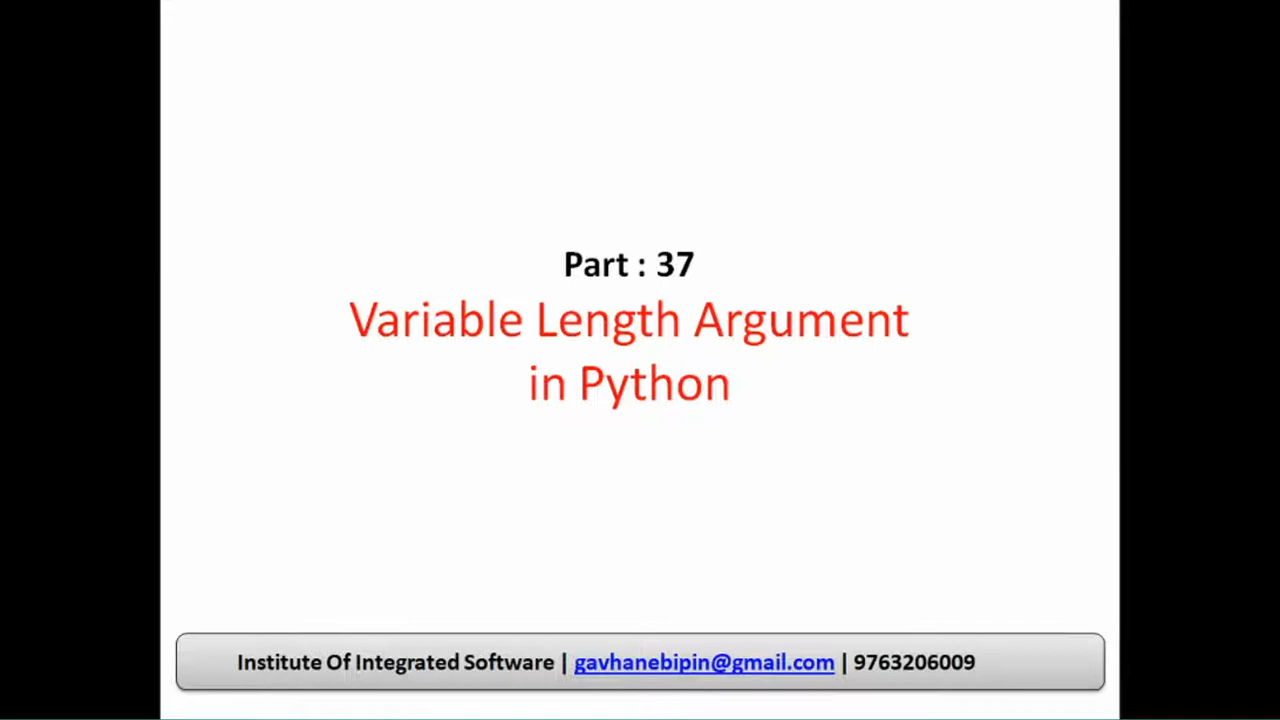 Part : 37
Variable Length Argument
in Python
Institute Of Integrated Software | gavhanebipin@gmail.com | 9763206009